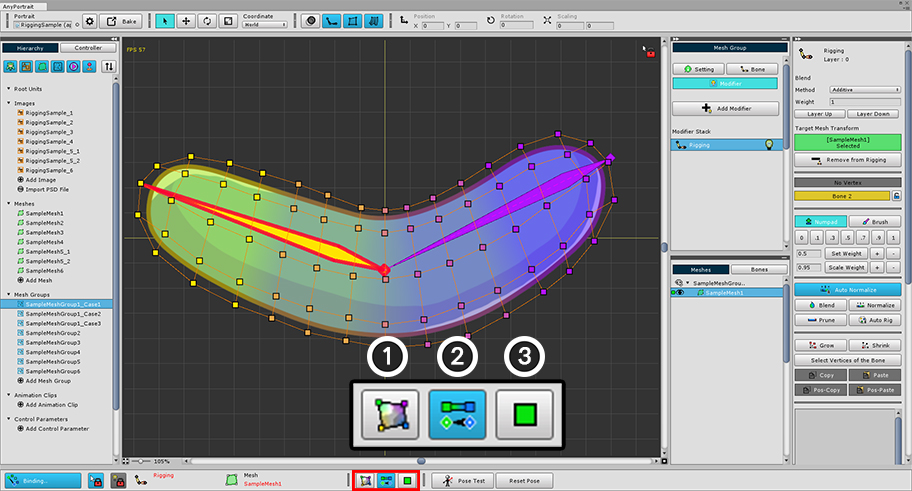 AnyPortrait
Portrait
RiggingSample (ap
Bake
Coordinate
World
Position
X 0 Y 0
Rotation
0
Scaling
0 0
Hierarchy
Controller
Root Units
Images
RiggingSample_1
RiggingSample_2
RiggingSample_4
RiggingSample_5_1
RiggingSample_5_2
RiggingSample_6
Add Image
Import PSD File
Meshes
SampleMesh1
SampleMesh2
SampleMesh3
SampleMesh4
SampleMesh5_1
SampleMesh5_2
SampleMesh6
Add Mesh
Mesh Groups
SampleMeshGroup1_Case1
SampleMeshGroup1_Case2
SampleMeshGroup1_Case3
SampleMeshGroup2
SampleMeshGroup3
SampleMeshGroup4
SampleMeshGroup5
SampleMeshGroup6
Add Mesh Group
Animation Clips
Add Animation Clip
Control Parameters
Add Control Parameter
FPS 57
1 2 3
105%
Mesh Group
Setting
Bone
Modifier
Add Modifier
Modifier Stack
Rigging
Meshes
Bones
SampleMeshGrou...
SampleMesh1
Rigging
Layer : 0
Blend
Method Additive
Weight 1
Layer Up
Layer Down
Target Mesh Transform
[SampleMesh1]
Selected
Remove from Rigging
No Vertex
Bone 2
Numpad
Brush
0 .1 .3 .5 .7 .9 1
0.5 Set Weight + -
0.95 Scale Weight + -
Auto Normalize
Blend
Normalize
Prune
Auto Rig
Grow
Shrink
Select Vertices of the Bone
Copy
Paste
Pos-Copy
Pos-Paste
Binding...
Rigging
Mesh
SampleMesh1
Pose Test
Reset Pose